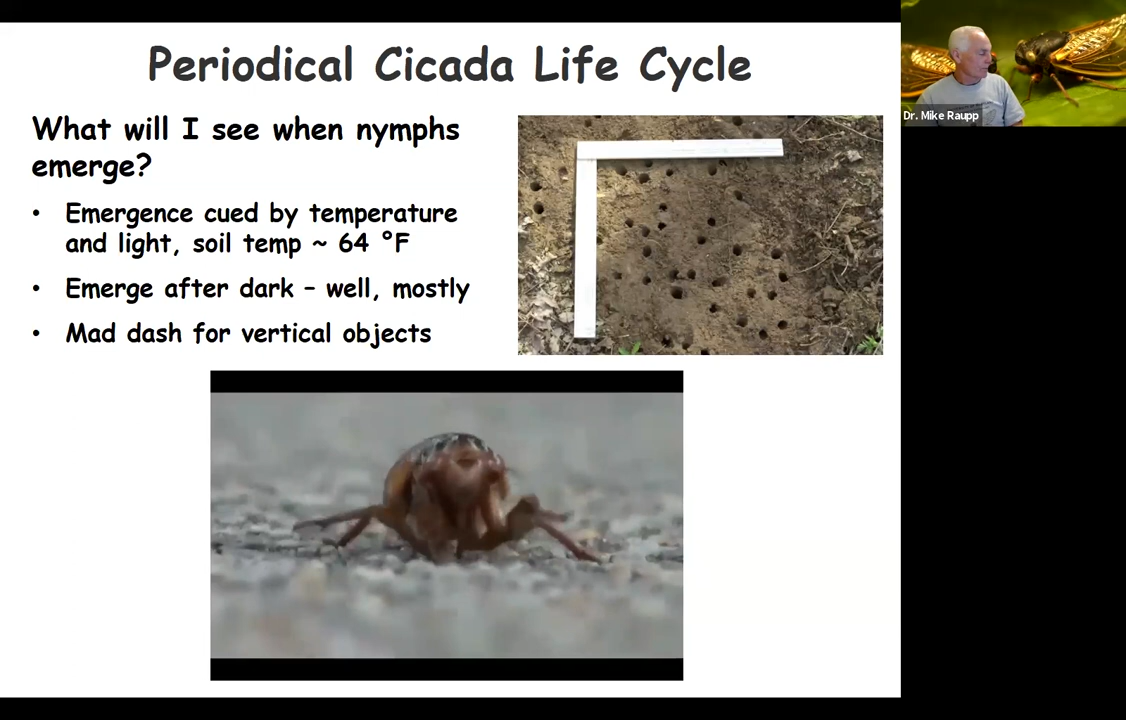 Periodical Cicada Life Cycle
What will I see when nymphs
emerge?
• Emergence cued by temperature
and light, soil temp ~ 64 °F
• Emerge after dark – well, mostly
• Mad dash for vertical objects
Dr. Mike Raupp